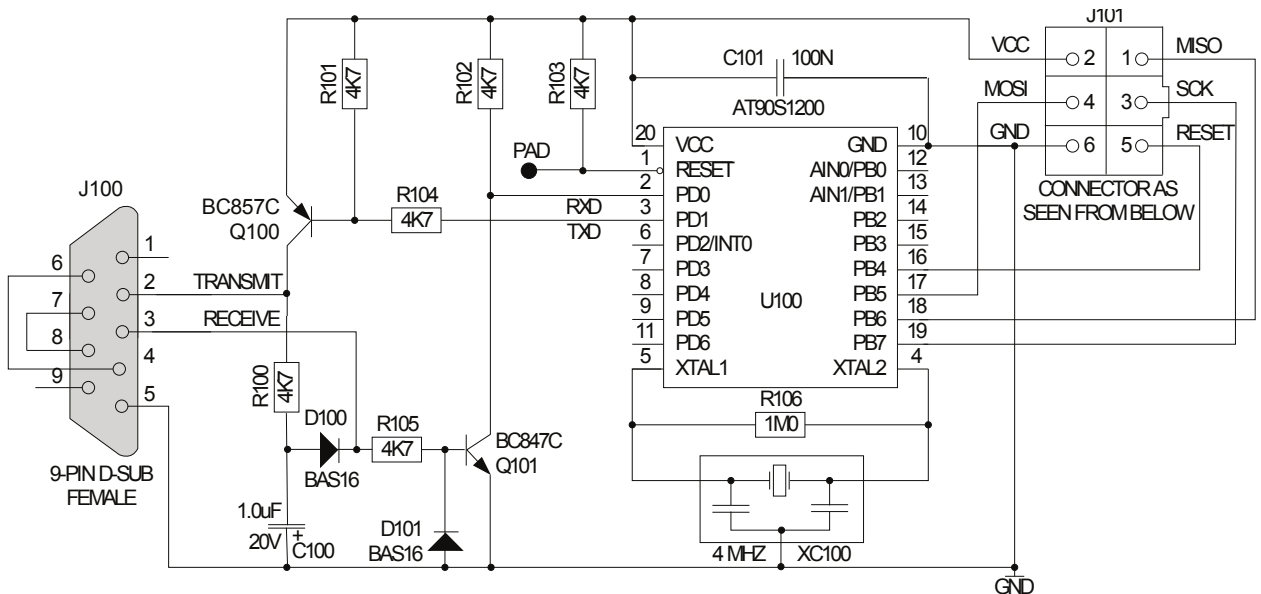 J101
VCC 2 1 MISO
MOSI 4 3 SCK
GND 6 5 RESET
CONNECTOR AS
SEEN FROM BELOW
R101 4K7
R102 4K7
R103 4K7
C101 100N
AT90S1200
PAD
20 VCC GND 10
1 RESET AIN0/PB0 12
2 PD0 AIN1/PB1 13
3 PD1 PB2 14
6 PD2/INT0 PB3 15
7 PD3 PB4 16
8 PD4 PB5 17
9 PD5 PB6 18
11 PD6 PB7 19
5 XTAL1 XTAL2 4
U100
J100
BC857C
Q100
R104
4K7
RXD
TXD
1
6
2
7
3
8
4
9
5
TRANSMIT
RECEIVE
9-PIN D-SUB
FEMALE
R100 4K7
D100
BAS16
R105
4K7
BC847C
Q101
R106
1M0
1.0uF
20V + C100
D101
BAS16
4 MHZ XC100
GND